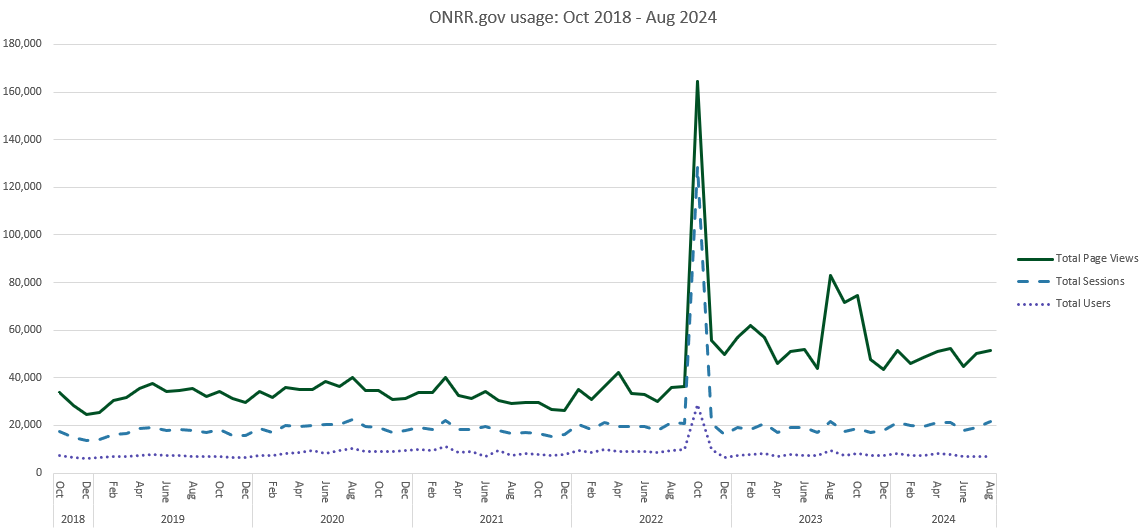 ONRR.gov usage: Oct 2018 - Aug 2024
180,000
160,000
140,000
120,000
100,000
80,000
60,000
40,000
20,000
0
Total Page Views
Total Sessions
Total Users
Oct Dec Feb Apr June Aug Oct Dec Feb Apr June Aug Oct Dec Feb Apr June Aug Oct Dec Feb Apr June Aug Oct Dec Feb Apr June Aug Oct Dec Feb Apr June Aug
2018 2019 2020 2021 2022 2023 2024